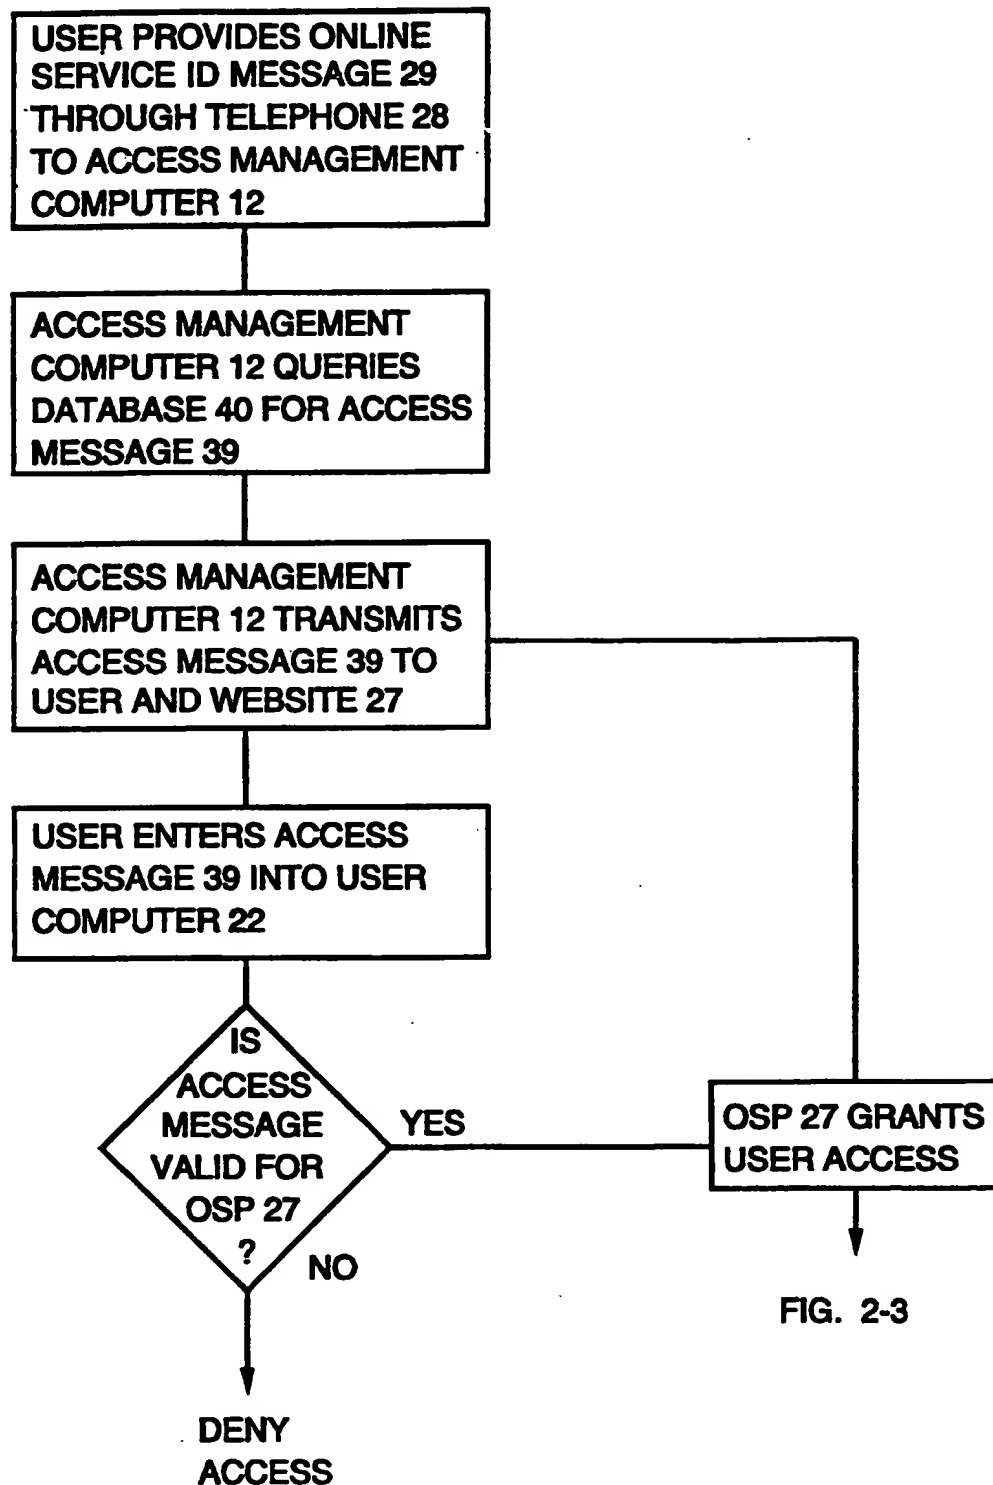 USER PROVIDES ONLINE
SERVICE ID MESSAGE 29
THROUGH TELEPHONE 28
TO ACCESS MANAGEMENT
COMPUTER 12
ACCESS MANAGEMENT
COMPUTER 12 QUERIES
DATABASE 40 FOR ACCESS
MESSAGE 39
ACCESS MANAGEMENT
COMPUTER 12 TRANSMITS
ACCESS MESSAGE 39 TO
USER AND WEBSITE 27
USER ENTERS ACCESS
MESSAGE 39 INTO USER
COMPUTER 22
IS
ACCESS
MESSAGE
VALID FOR
OSP 27
?
YES
NO
OSP 27 GRANTS
USER ACCESS
FIG. 2-3
DENY
ACCESS